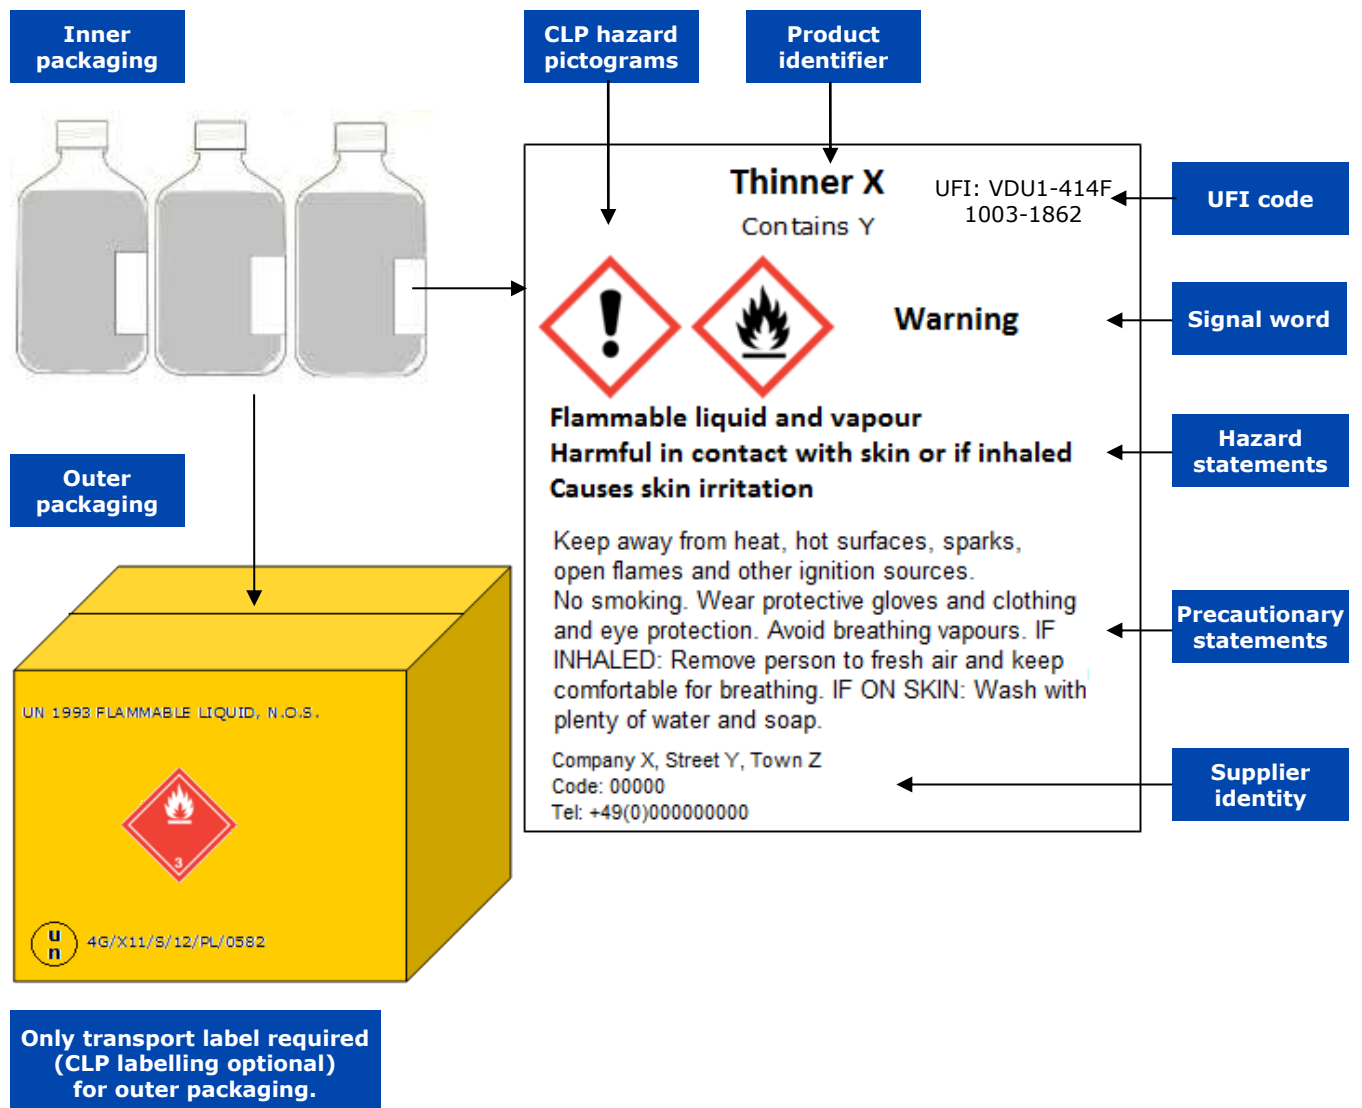 Inner
packaging
CLP hazard
pictograms
Product
identifier
Thinner X
Contains Y
UFI: VDU1-414F
1003-1862
UFI code
Warning
Signal word
Flammable liquid and vapour
Harmful in contact with skin or if inhaled
Causes skin irritation
Hazard
statements
Outer
packaging
Keep away from heat, hot surfaces, sparks,
open flames and other ignition sources.
No smoking. Wear protective gloves and clothing
and eye protection. Avoid breathing vapours. IF
INHALED: Remove person to fresh air and keep
comfortable for breathing. IF ON SKIN: Wash with
plenty of water and soap.
Precautionary
statements
Company X, Street Y, Town Z
Code: 00000
Tel: +49(0)000000000
Supplier
identity
UN 1993 FLAMMABLE LIQUID, N.O.S.
3
u
n
4G/X11/S/12/PL/0582
Only transport label required
(CLP labelling optional)
for outer packaging.